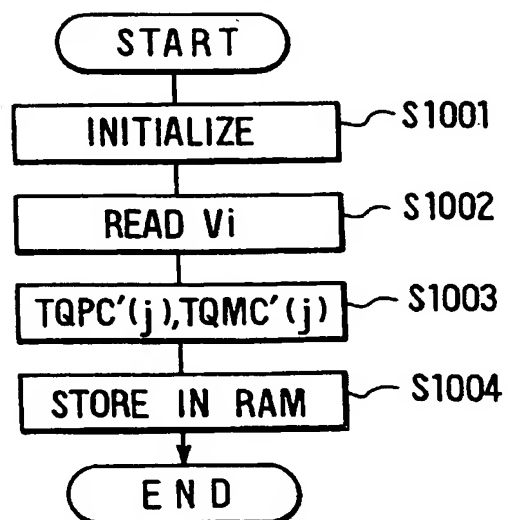 START
INITIALIZE S1001
READ Vi S1002
TQPC'(j),TQMC'(j) S1003
STORE IN RAM S1004
END